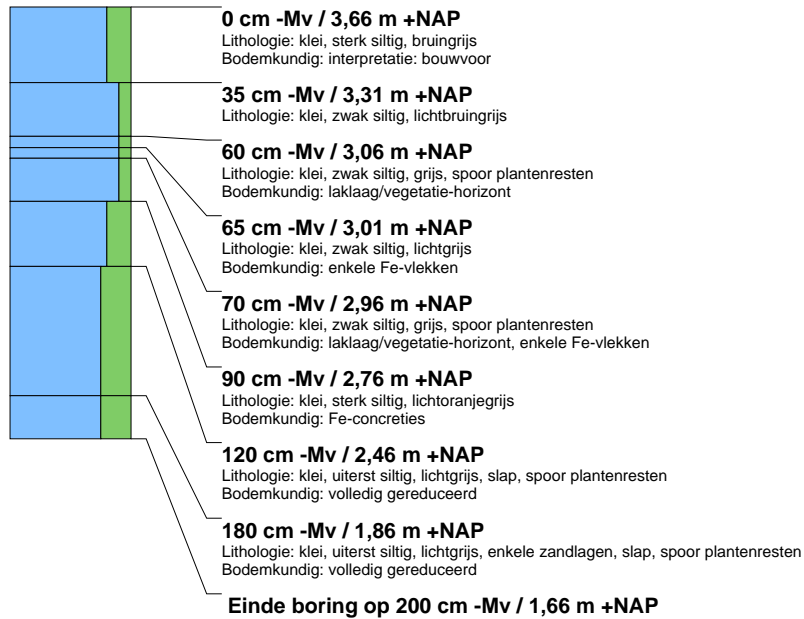 0 cm -Mv / 3,66 m +NAP
Lithologie: klei, sterk siltig, bruingrijs
Bodemkundig: interpretatie: bouwvoor
35 cm -Mv / 3,31 m +NAP
Lithologie: klei, zwak siltig, lichtbruingrijs
60 cm -Mv / 3,06 m +NAP
Lithologie: klei, zwak siltig, grijs, spoor plantenresten
Bodemkundig: laklaag/vegetatie-horizont
65 cm -Mv / 3,01 m +NAP
Lithologie: klei, zwak siltig, lichtgrijs
Bodemkundig: enkele Fe-vlekken
70 cm -Mv / 2,96 m +NAP
Lithologie: klei, zwak siltig, grijs, spoor plantenresten
Bodemkundig: laklaag/vegetatie-horizont, enkele Fe-vlekken
90 cm -Mv / 2,76 m +NAP
Lithologie: klei, sterk siltig, lichtoranjegrijs
Bodemkundig: Fe-concreties
120 cm -Mv / 2,46 m +NAP
Lithologie: klei, uiterst siltig, lichtgrijs, slap, spoor plantenresten
Bodemkundig: volledig gereduceerd
180 cm -Mv / 1,86 m +NAP
Lithologie: klei, uiterst siltig, lichtgrijs, enkele zandlagen, slap, spoor plantenresten
Bodemkundig: volledig gereduceerd
Einde boring op 200 cm -Mv / 1,66 m +NAP